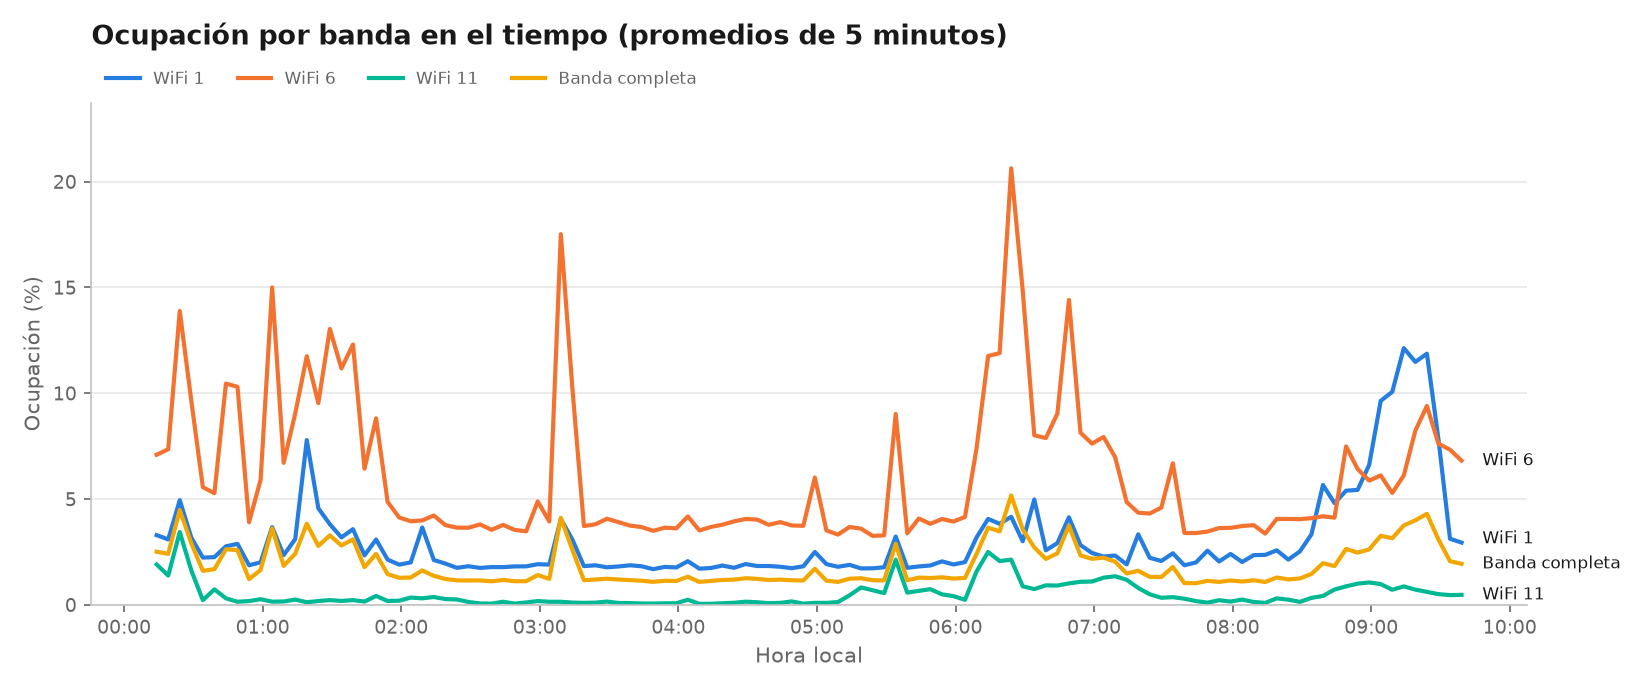 Ocupación por banda en el tiempo (promedios de 5 minutos)
WiFi 1
WiFi 6
WiFi 11
Banda completa
Ocupación (%)
20
15
10
5
0
WiFi 6
WiFi 1
Banda completa
WiFi 11
00:00
01:00
02:00
03:00
04:00
05:00
06:00
07:00
08:00
09:00
10:00
Hora local